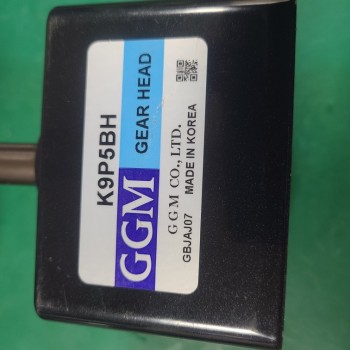 K9P5BH
GGM GEAR HEAD
G G M CO., LTD.
GBJAJ07 MADE IN KOREA